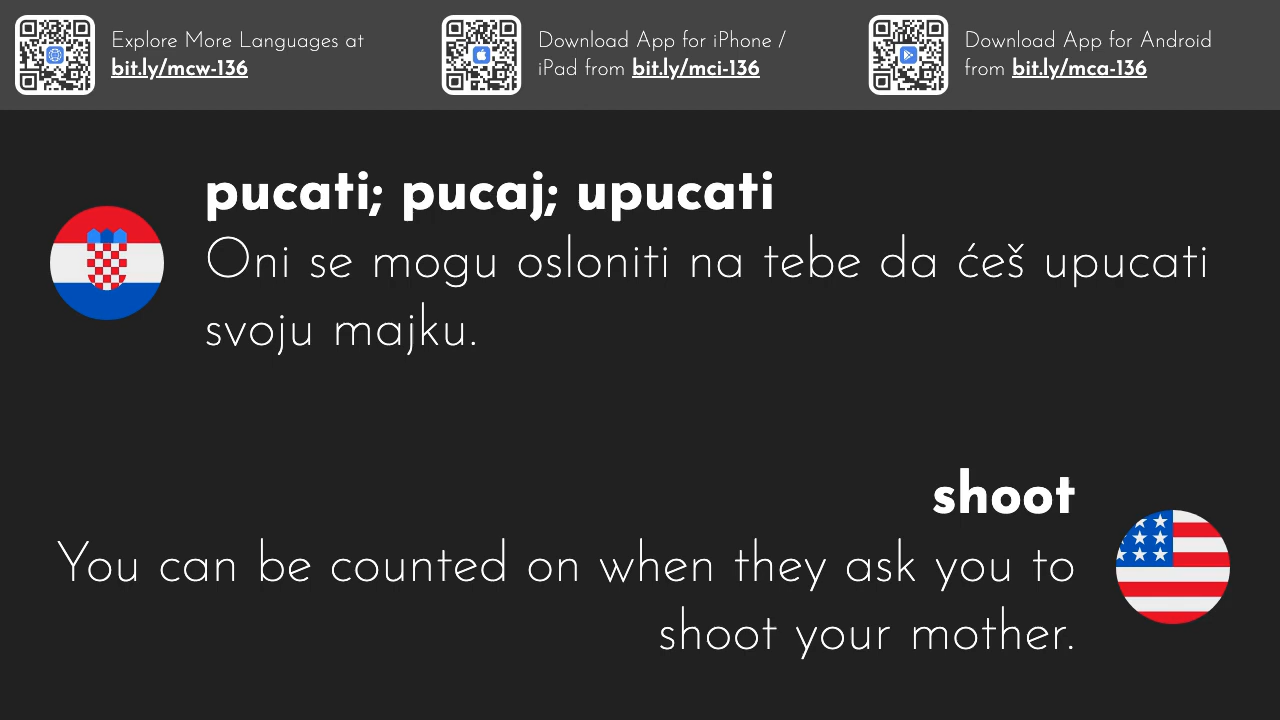 Explore More Languages at
bit.ly/mcw-136
Download App for iPhone /
iPad from bit.ly/mci-136
Download App for Android
from bit.ly/mca-136
pucati; pucaj; upucati
Oni se mogu osloniti na tebe da ćeš upucati
svoju majku.
shoot
You can be counted on when they ask you to
shoot your mother.